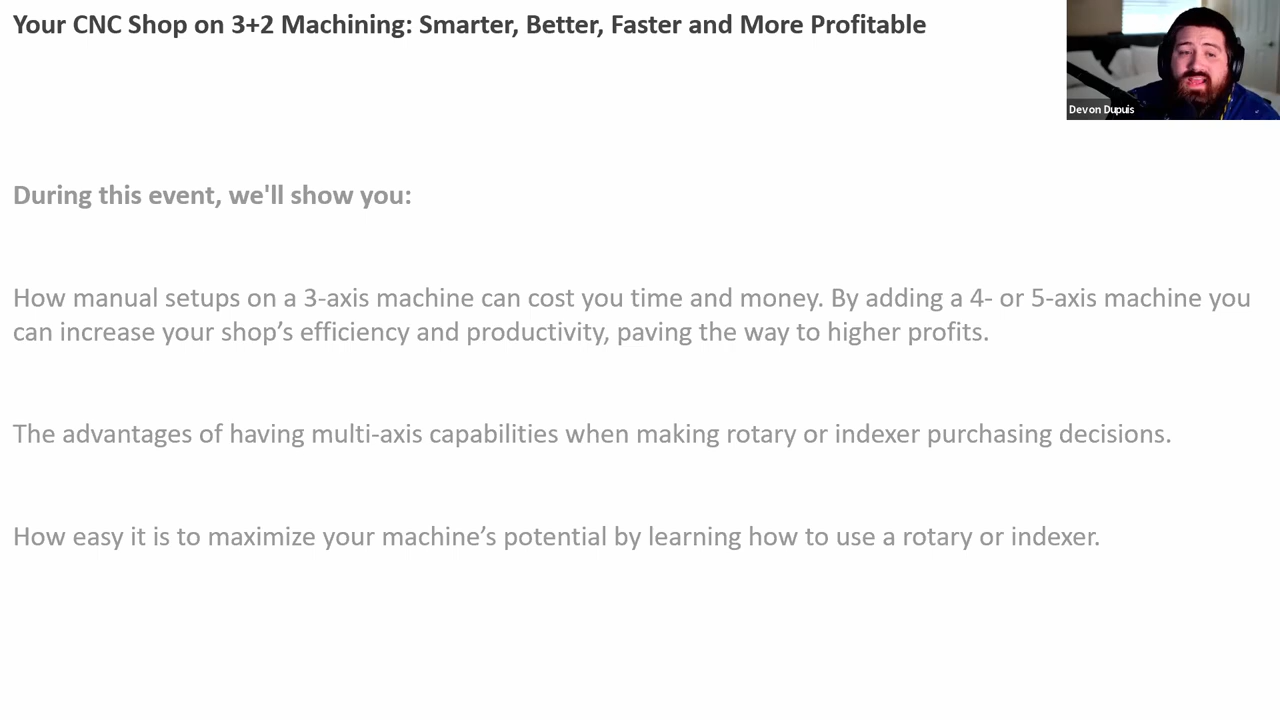 Your CNC Shop on 3+2 Machining: Smarter, Better, Faster and More Profitable
Devon Dupuis
During this event, we'll show you:
How manual setups on a 3-axis machine can cost you time and money. By adding a 4- or 5-axis machine you
can increase your shop’s efficiency and productivity, paving the way to higher profits.
The advantages of having multi-axis capabilities when making rotary or indexer purchasing decisions.
How easy it is to maximize your machine’s potential by learning how to use a rotary or indexer.